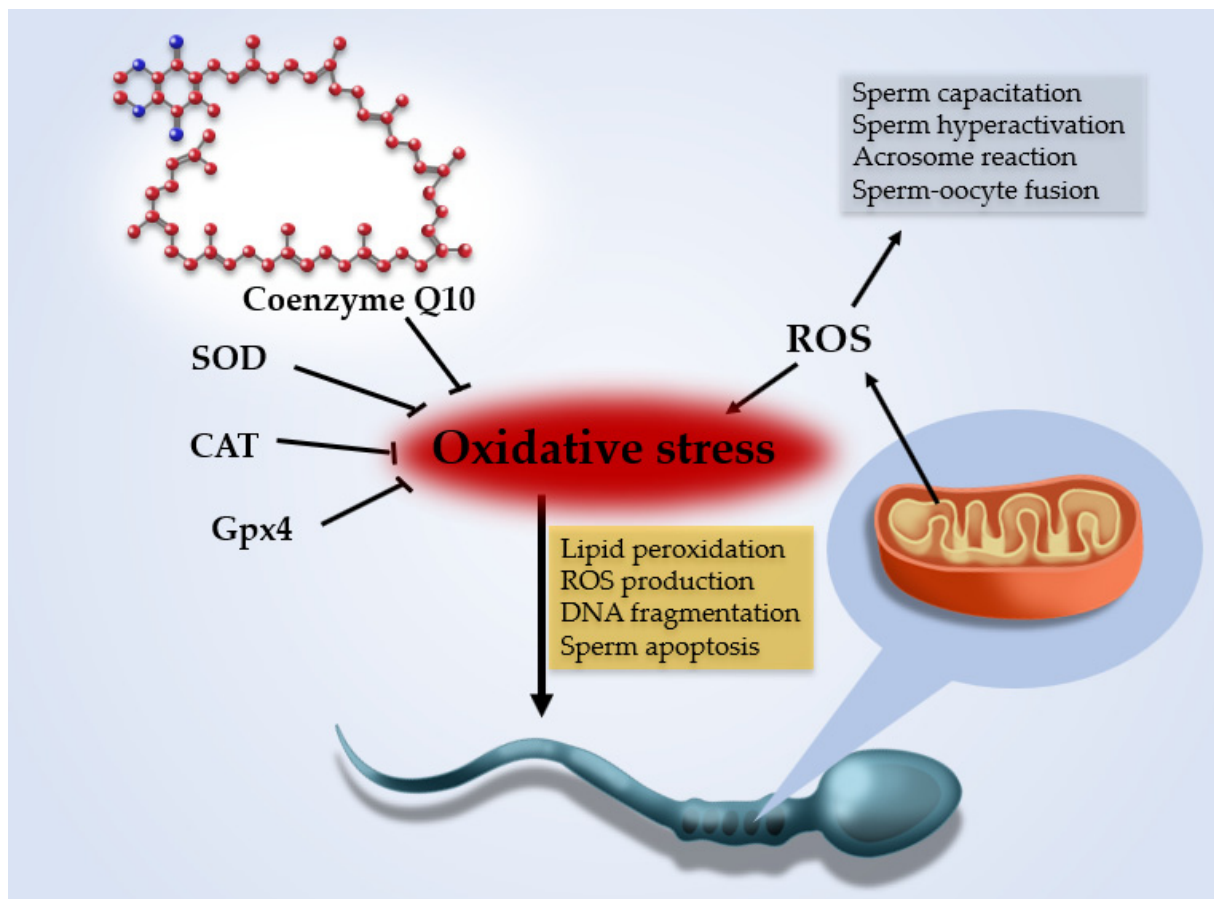 Coenzyme Q10
SOD
CAT
Gpx4
Oxidative stress
ROS
Sperm capacitation
Sperm hyperactivation
Acrosome reaction
Sperm-oocyte fusion
Lipid peroxidation
ROS production
DNA fragmentation
Sperm apoptosis